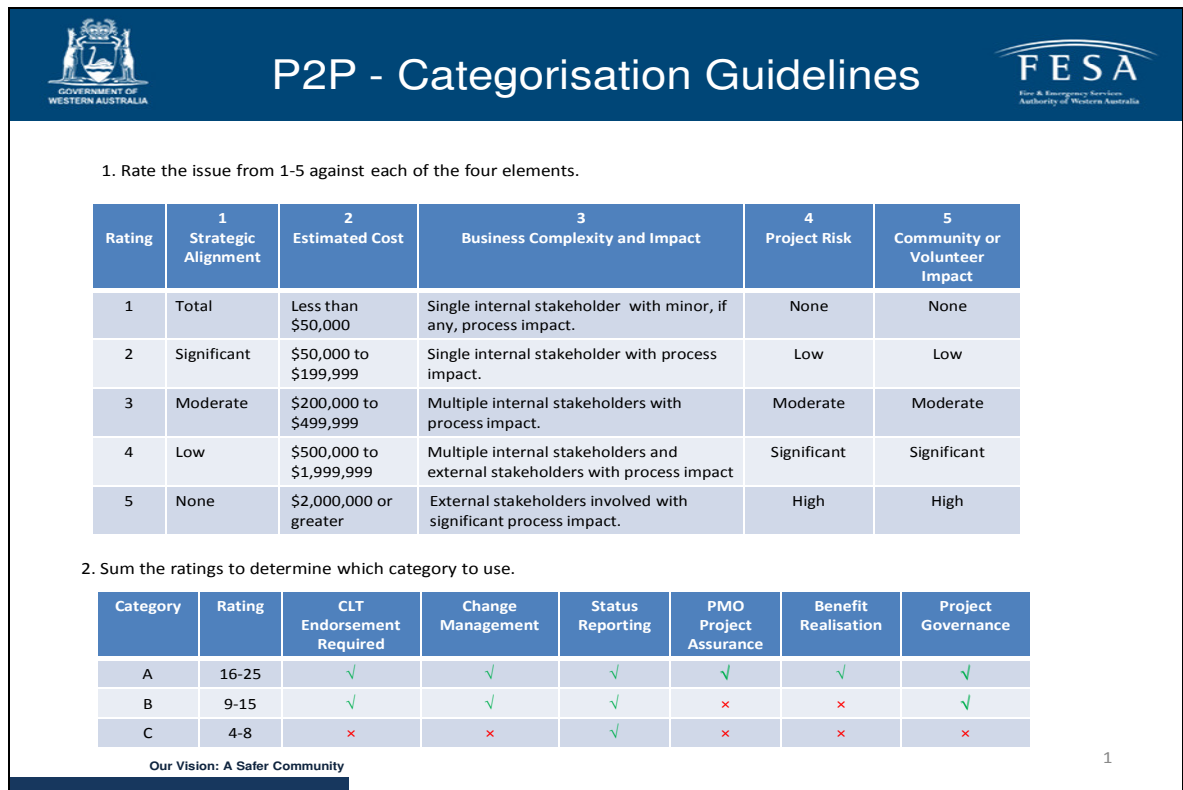 GOVERNMENT OF
WESTERN AUSTRALIA
P2P - Categorisation Guidelines
FESA
Fire & Emergency Services
Authority of Western Australia
1. Rate the issue from 1-5 against each of the four elements.
Rating
1
Strategic
Alignment
2
Estimated Cost
3
Business Complexity and Impact
4
Project Risk
5
Community or
Volunteer
Impact
1
Total
Less than
$50,000
Single internal stakeholder with minor, if
any, process impact.
None
None
2
Significant
$50,000 to
$199,999
Single internal stakeholder with process
impact.
Low
Low
3
Moderate
$200,000 to
$499,999
Multiple internal stakeholders with
process impact.
Moderate
Moderate
4
Low
$500,000 to
$1,999,999
Multiple internal stakeholders and
external stakeholders with process impact
Significant
Significant
5
None
$2,000,000 or
greater
External stakeholders involved with
significant process impact.
High
High
2. Sum the ratings to determine which category to use.
Category
Rating
CLT
Endorsement
Required
Change
Management
Status
Reporting
PMO
Project
Assurance
Benefit
Realisation
Project
Governance
A 16-25 √ √ √ √ √ √
B 9-15 √ √ √ × × √
C 4-8 × × √ × × ×
Our Vision: A Safer Community
1